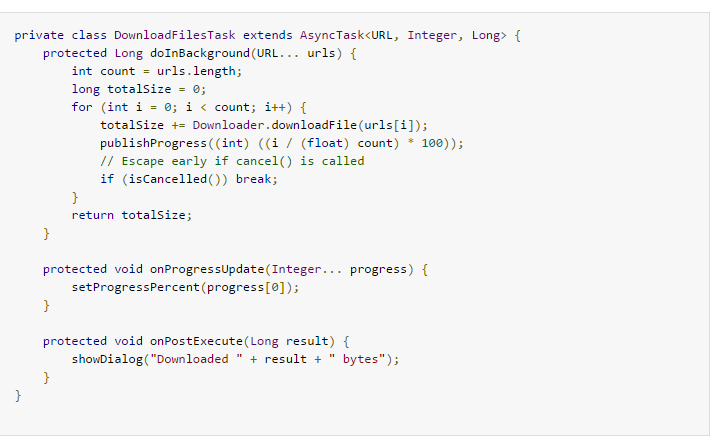 private class DownloadFilesTask extends AsyncTask<URL, Integer, Long> {
    protected Long doInBackground(URL... urls) {
        int count = urls.length;
        long totalSize = 0;
        for (int i = 0; i < count; i++) {
            totalSize += Downloader.downloadFile(urls[i]);
            publishProgress((int) ((i / (float) count) * 100));
            // Escape early if cancel() is called
            if (isCancelled()) break;
        }
        return totalSize;
    }

    protected void onProgressUpdate(Integer... progress) {
        setProgressPercent(progress[0]);
    }

    protected void onPostExecute(Long result) {
        showDialog("Downloaded " + result + " bytes");
    }
}